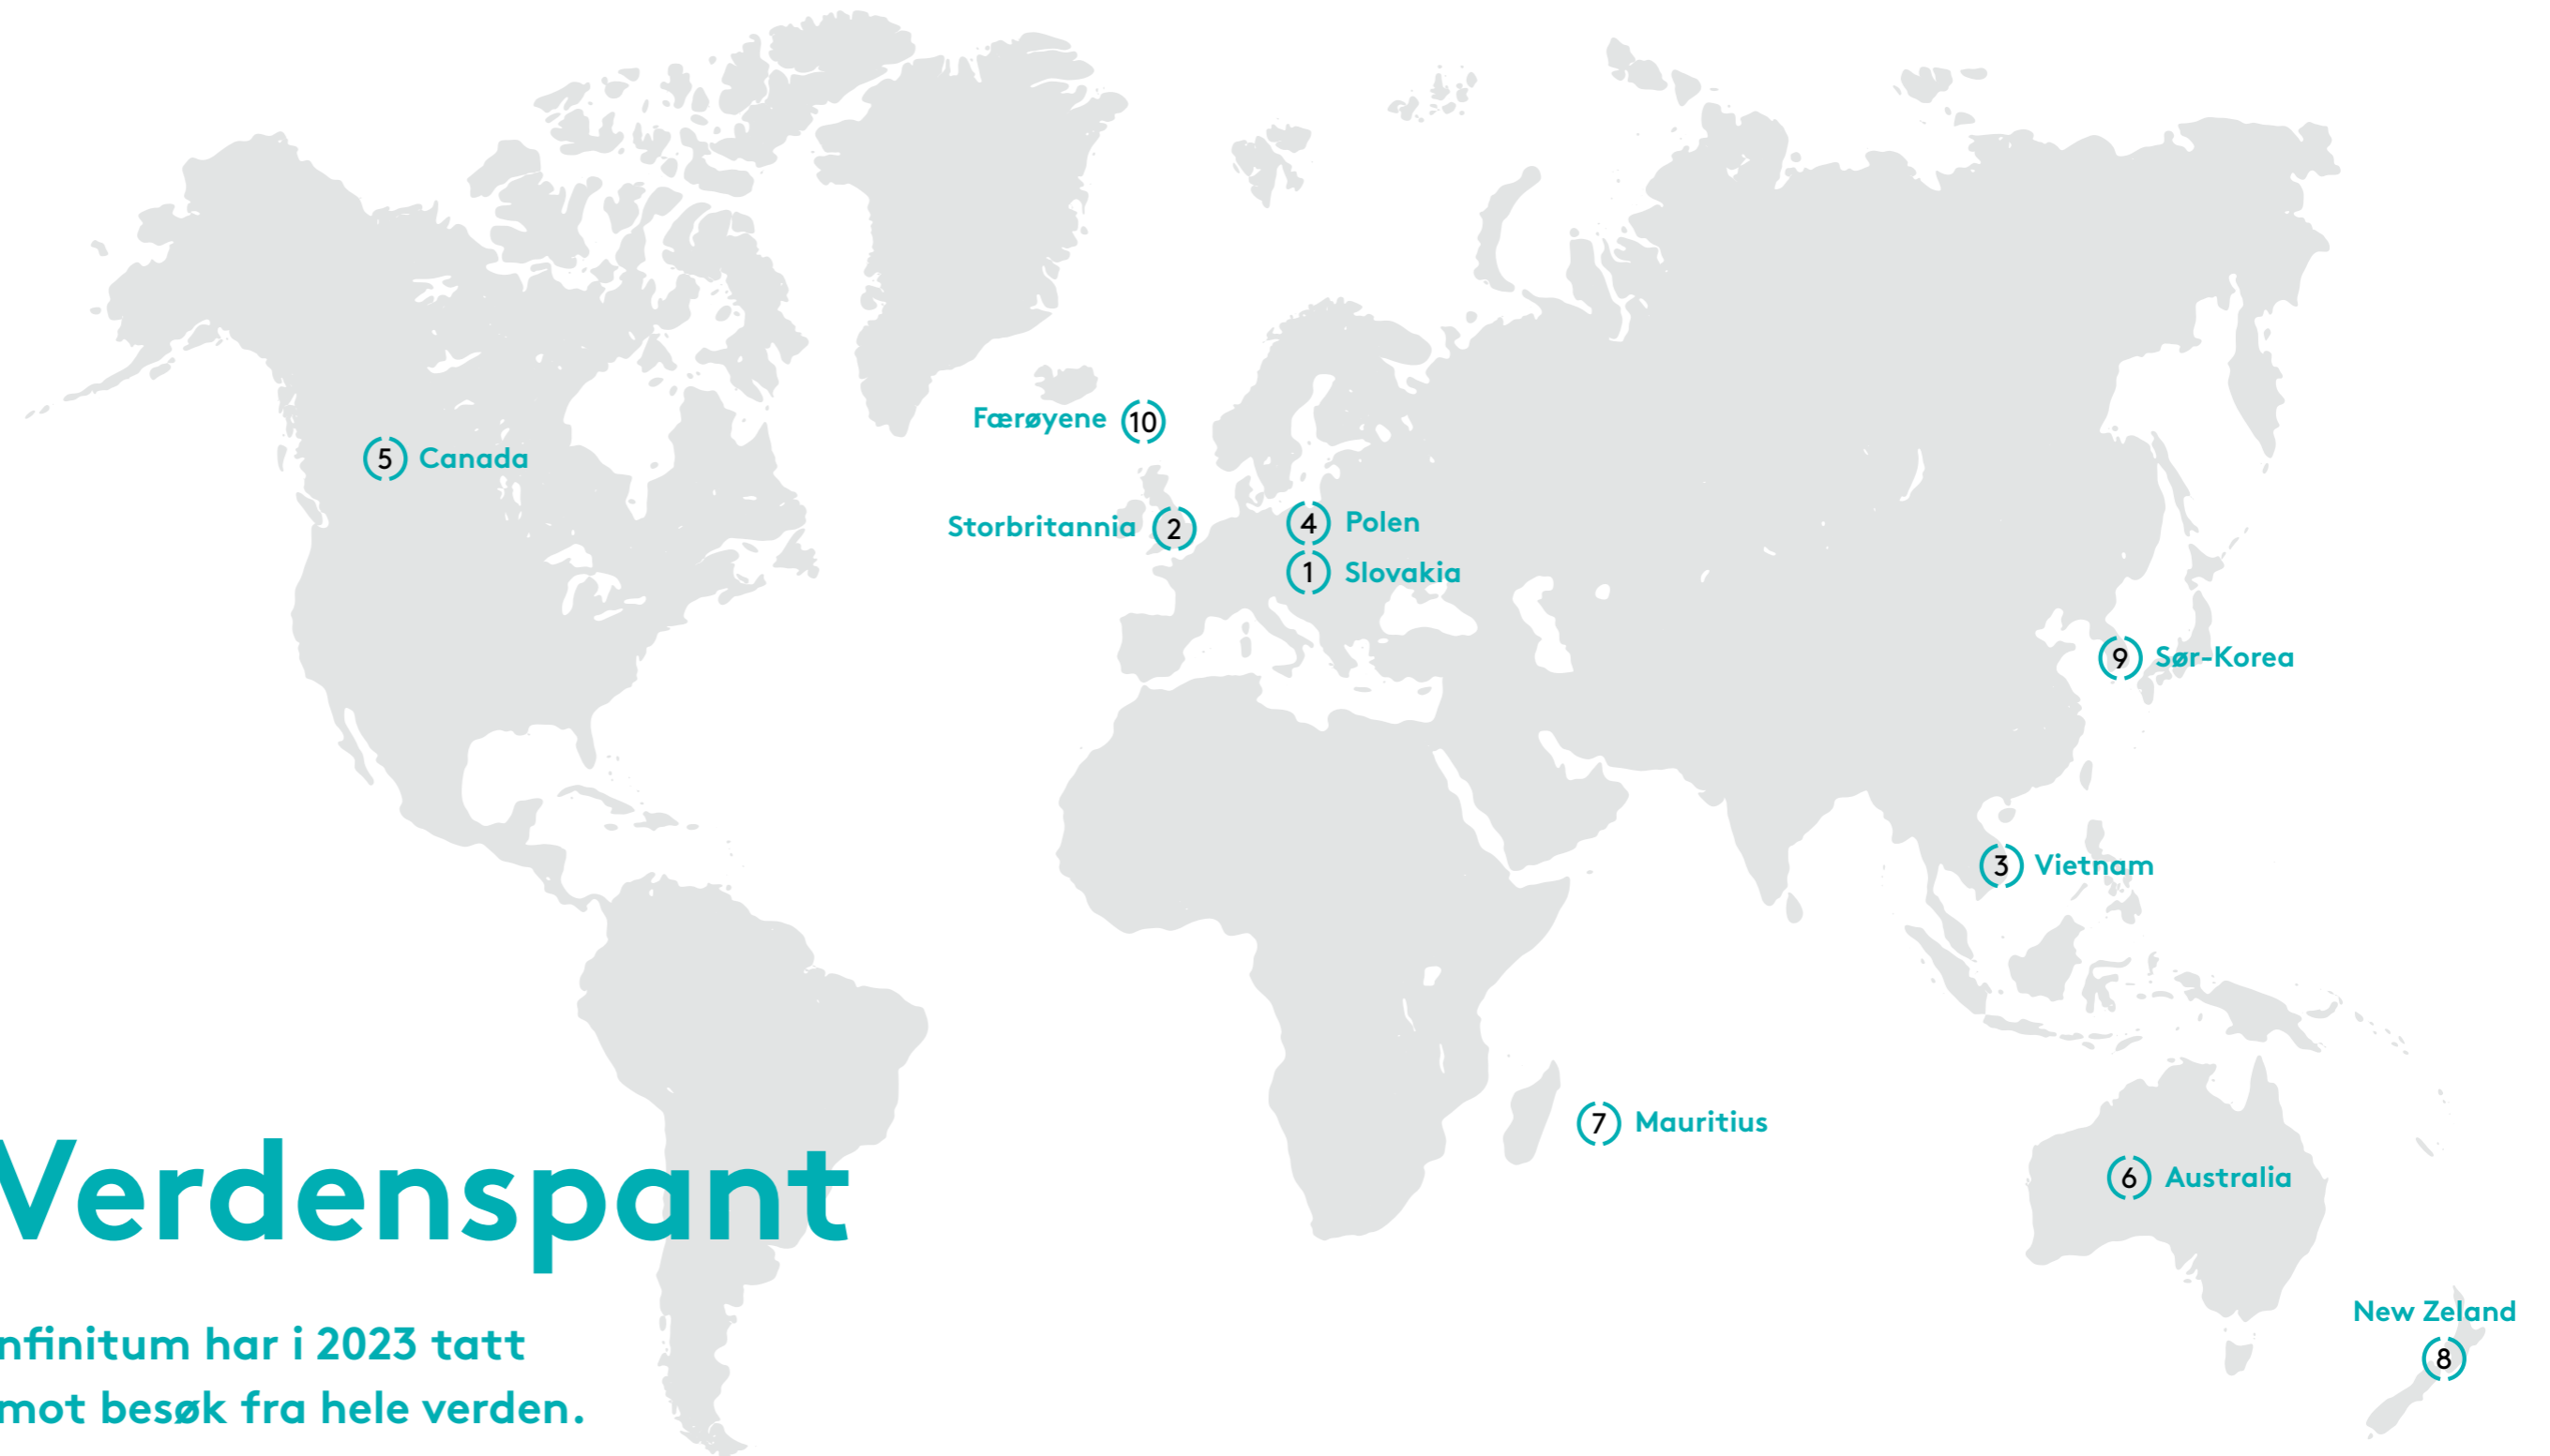 Færøyene 10
5 Canada
Storbritannia 2
4 Polen
1 Slovakia
9 Sør-Korea
3 Vietnam
7 Mauritius
6 Australia
Verdenspant
nfinitum har i 2023 tatt
mot besøk fra hele verden.
New Zeland
8